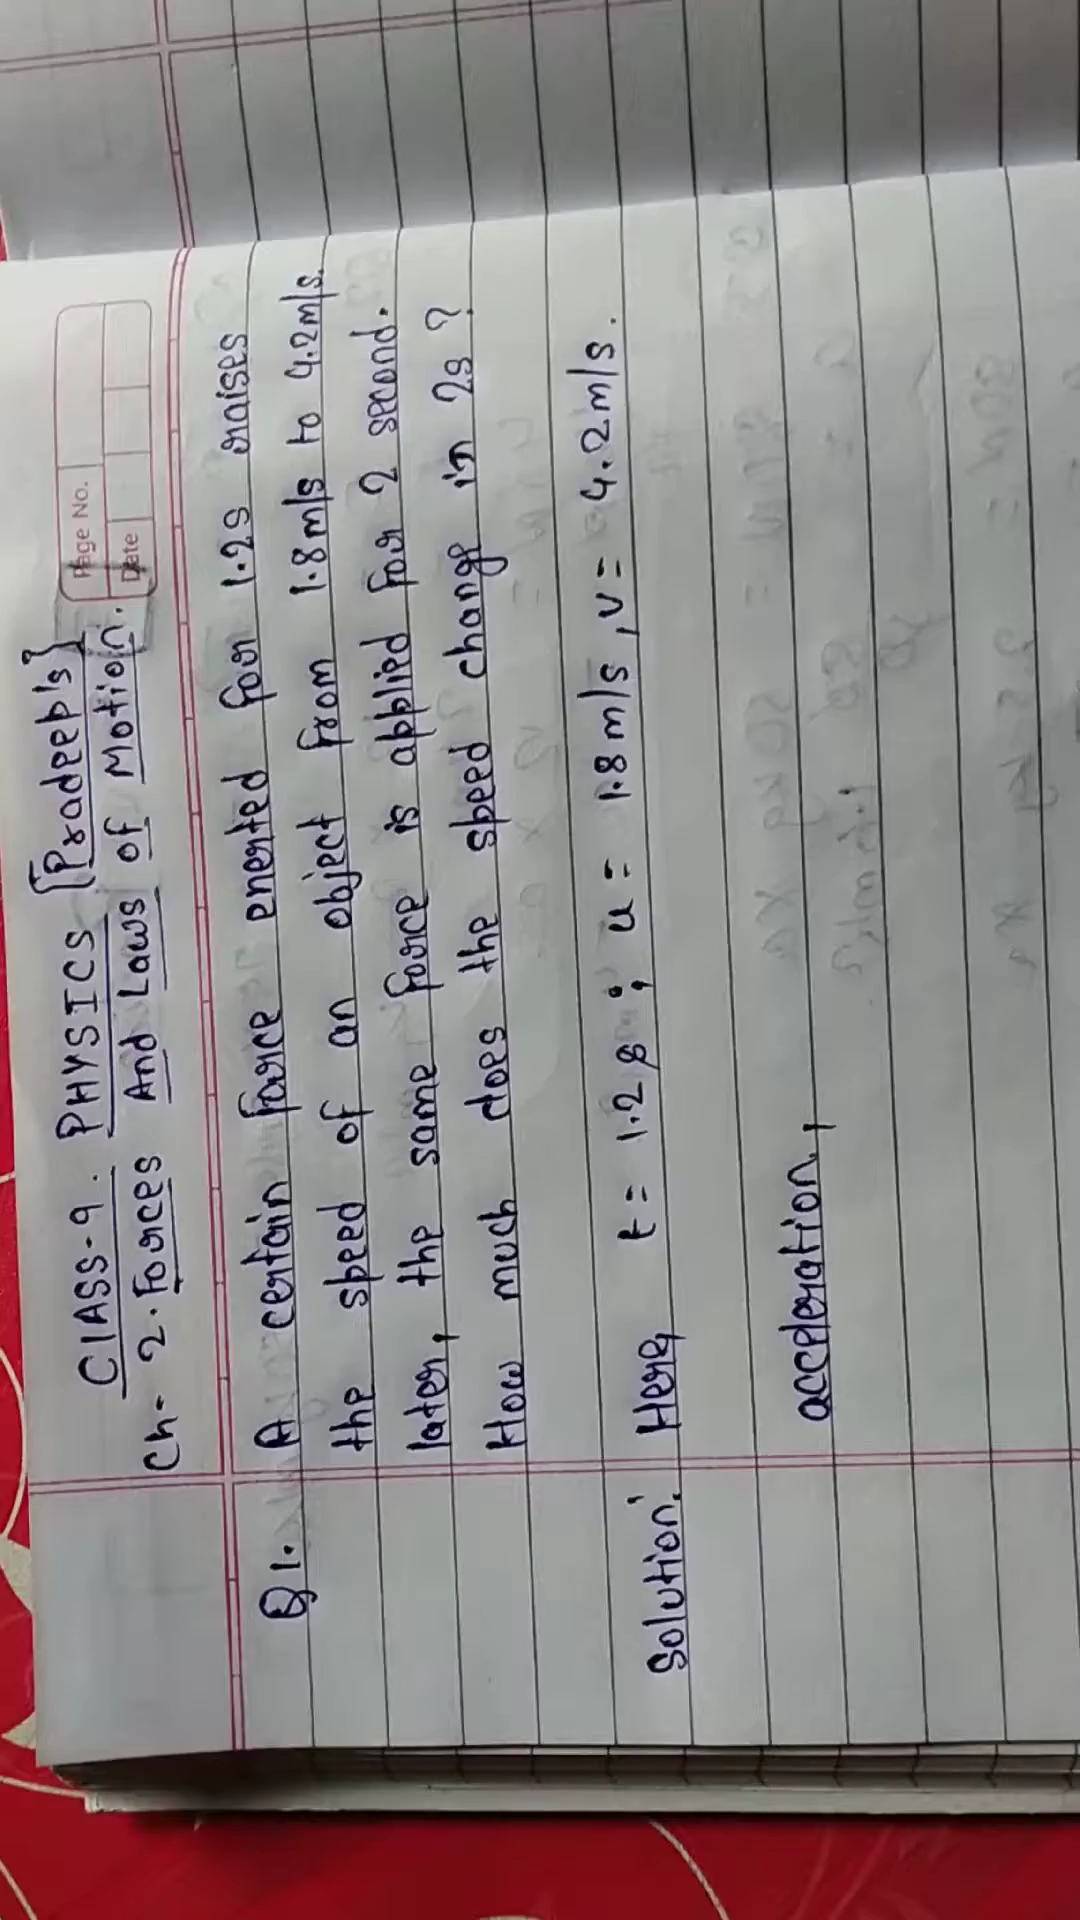 Page No.
Date
CLASS-9. PHYSICS [Pradeep's]
Ch- 2. Forces And Laws of Motion.
Q1. A certain force exerted for 1.2s raises
the speed of an object from 1.8m/s to 4.2m/s.
later, the same force is applied for 2 second.
How much does the speed change in 2s ?
Solution: Here, t = 1.2s ; u = 1.8m/s , v = 4.2m/s.
acceleration,